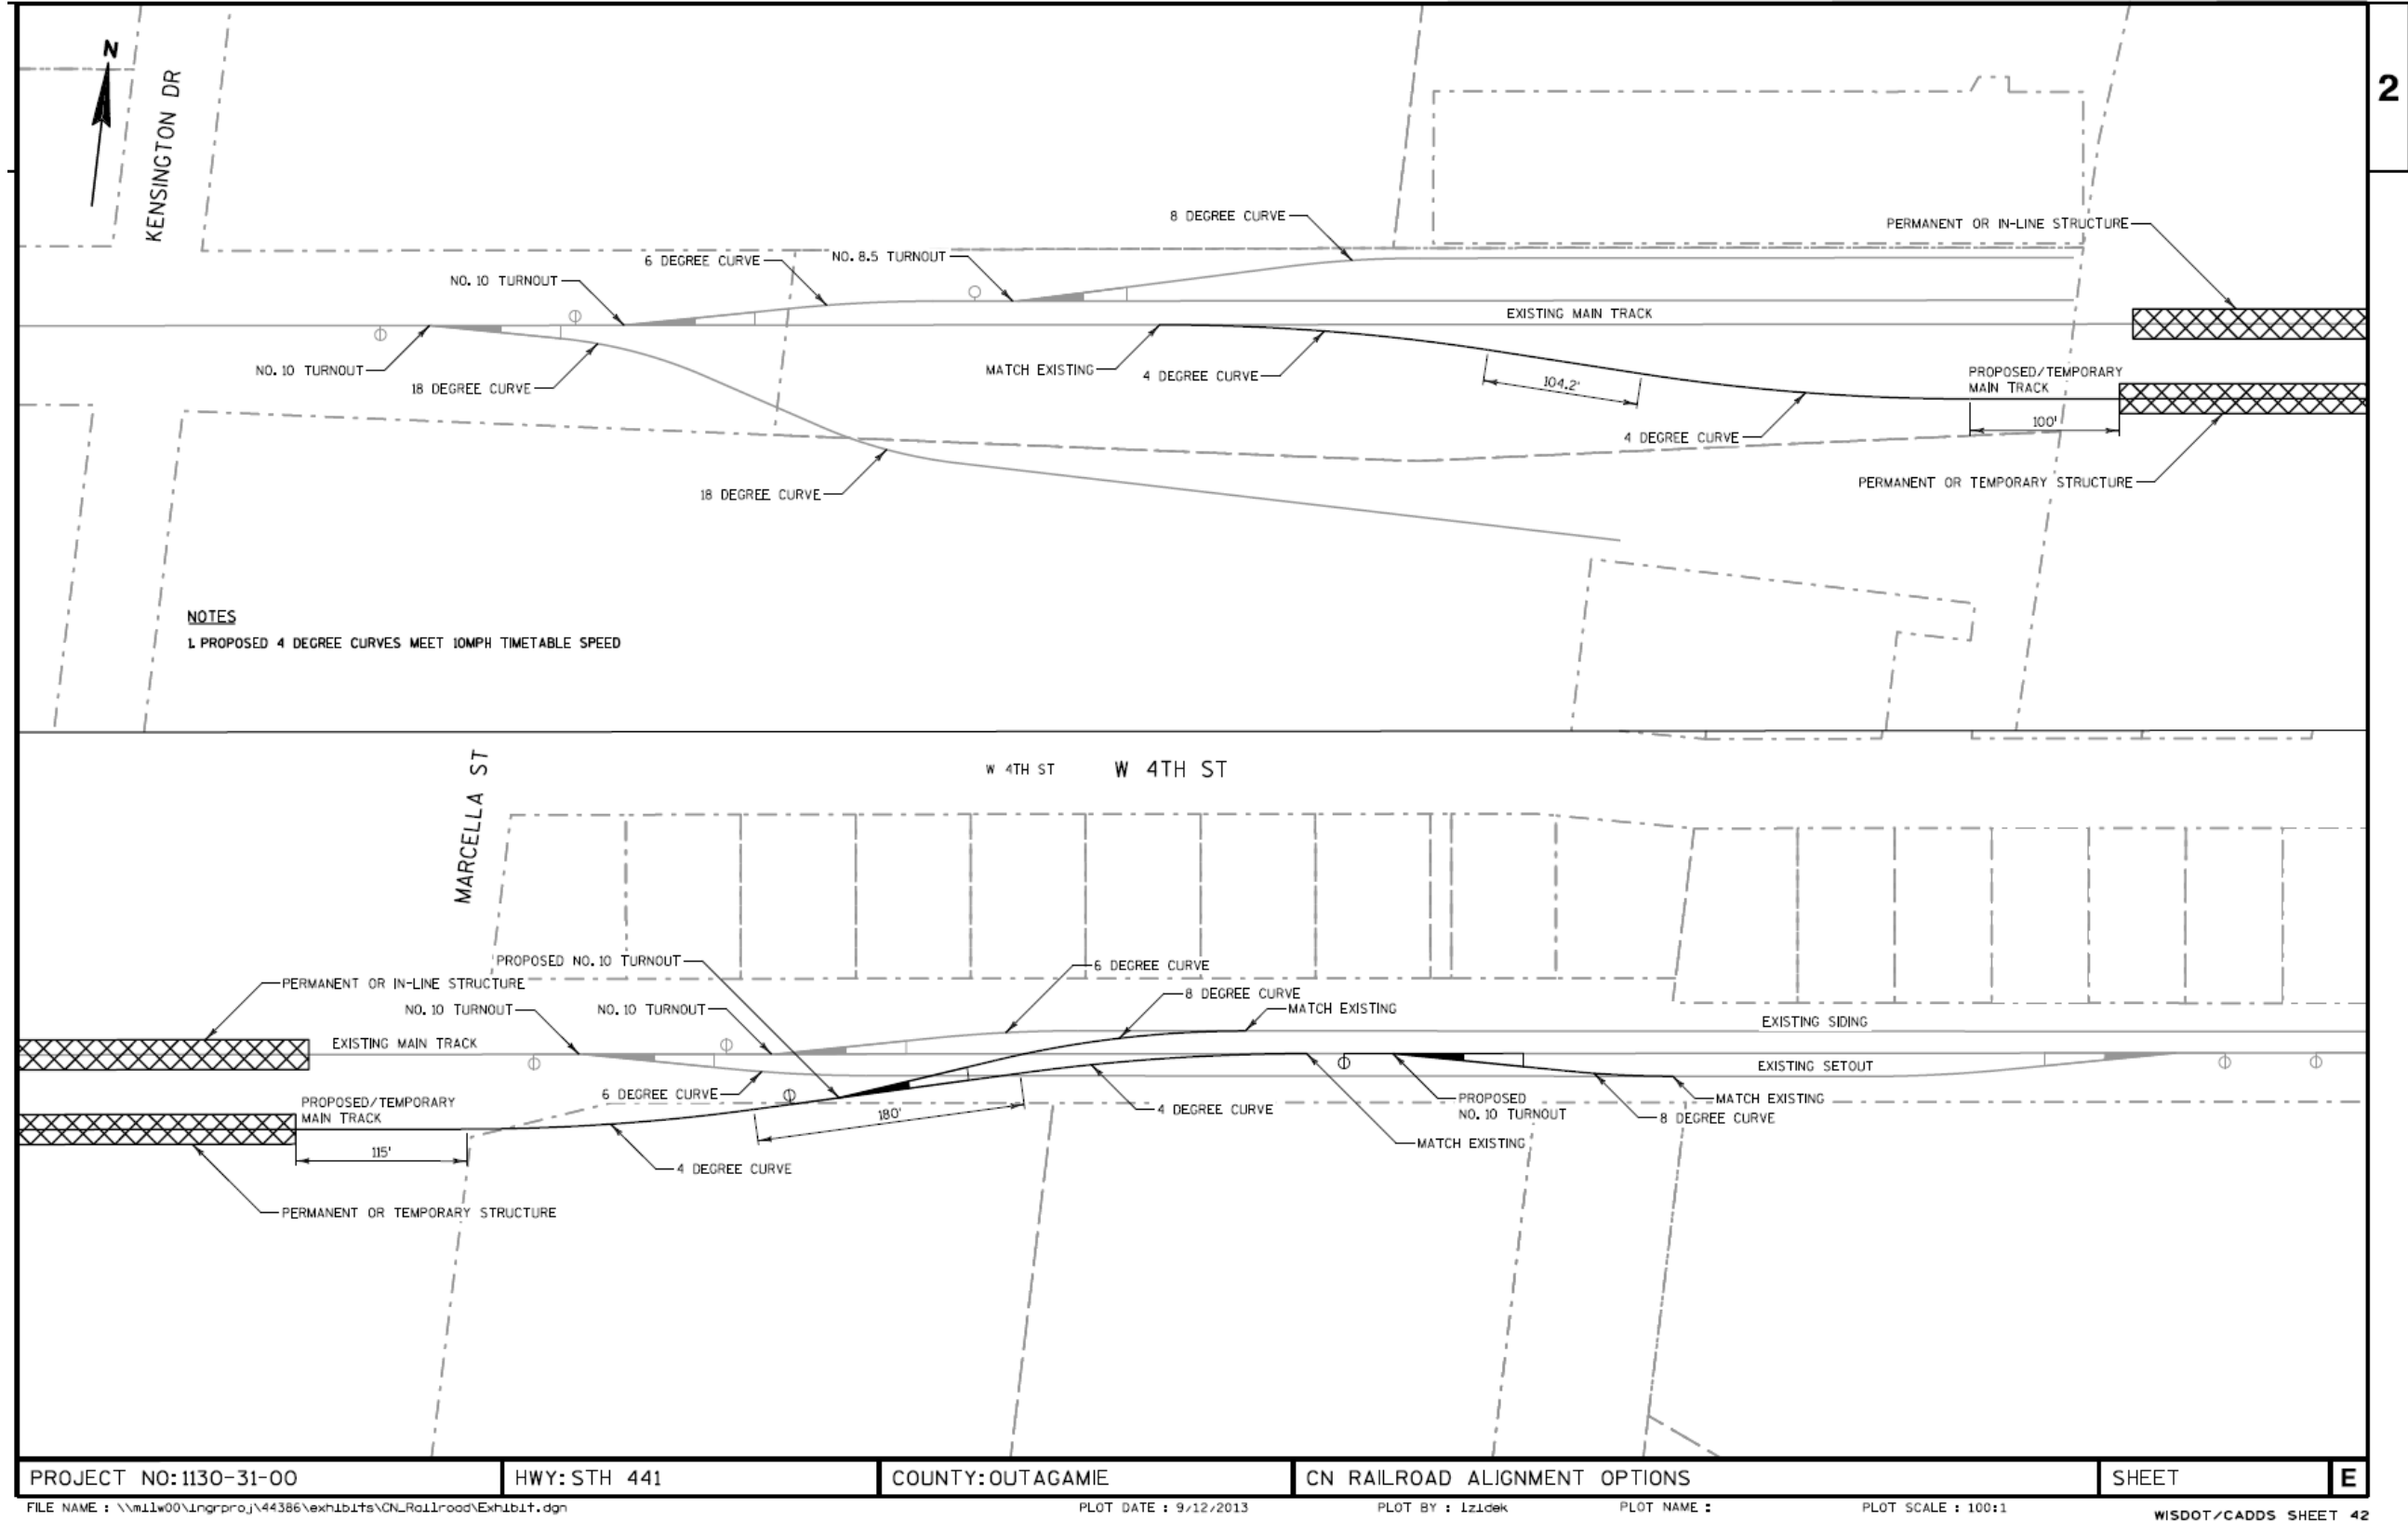 2
N
KENSINGTON DR
8 DEGREE CURVE
PERMANENT OR IN-LINE STRUCTURE
6 DEGREE CURVE
NO. 8.5 TURNOUT
NO. 10 TURNOUT
EXISTING MAIN TRACK
NO. 10 TURNOUT
18 DEGREE CURVE
MATCH EXISTING
4 DEGREE CURVE
104.2'
PROPOSED/TEMPORARY
MAIN TRACK
100'
4 DEGREE CURVE
18 DEGREE CURVE
PERMANENT OR TEMPORARY STRUCTURE
NOTES
1. PROPOSED 4 DEGREE CURVES MEET 10MPH TIMETABLE SPEED
MARCELLA ST
W 4TH ST
W 4TH ST
PROPOSED NO. 10 TURNOUT
6 DEGREE CURVE
PERMANENT OR IN-LINE STRUCTURE
8 DEGREE CURVE
NO. 10 TURNOUT
NO. 10 TURNOUT
MATCH EXISTING
EXISTING SIDING
EXISTING MAIN TRACK
EXISTING SETOUT
6 DEGREE CURVE
PROPOSED/TEMPORARY
MAIN TRACK
180'
4 DEGREE CURVE
PROPOSED
NO. 10 TURNOUT
MATCH EXISTING
8 DEGREE CURVE
MATCH EXISTING
115'
4 DEGREE CURVE
PERMANENT OR TEMPORARY STRUCTURE
PROJECT NO: 1130-31-00
HWY: STH 441
COUNTY: OUTAGAMIE
CN RAILROAD ALIGNMENT OPTIONS
SHEET
E
FILE NAME : \\milw00\ingrproj\44386\exhibits\CN_Railroad\Exhibit.dgn
PLOT DATE : 9/12/2013
PLOT BY : lzidek
PLOT NAME :
PLOT SCALE : 100:1
WISDOT/CADDS SHEET 42